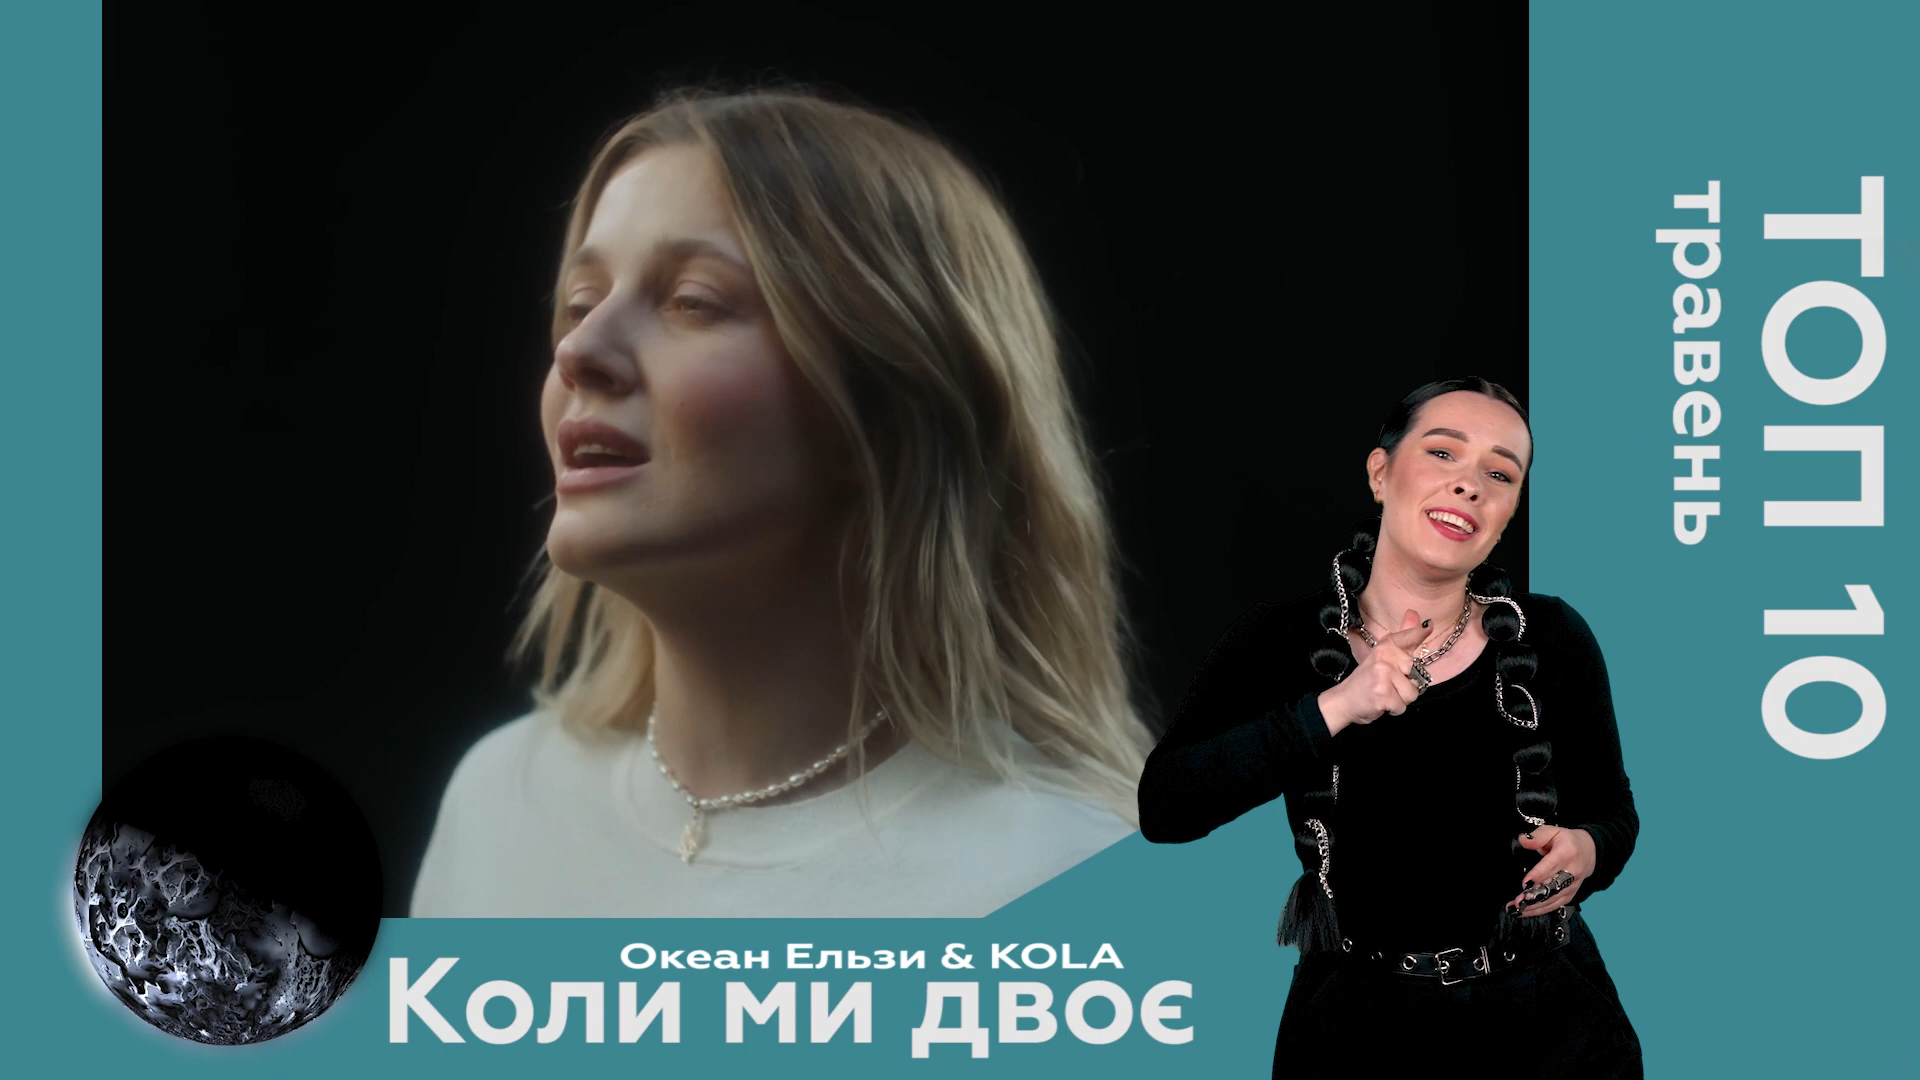 ТОП 10
травень
Океан Ельзи & KOLA
Коли ми двоє